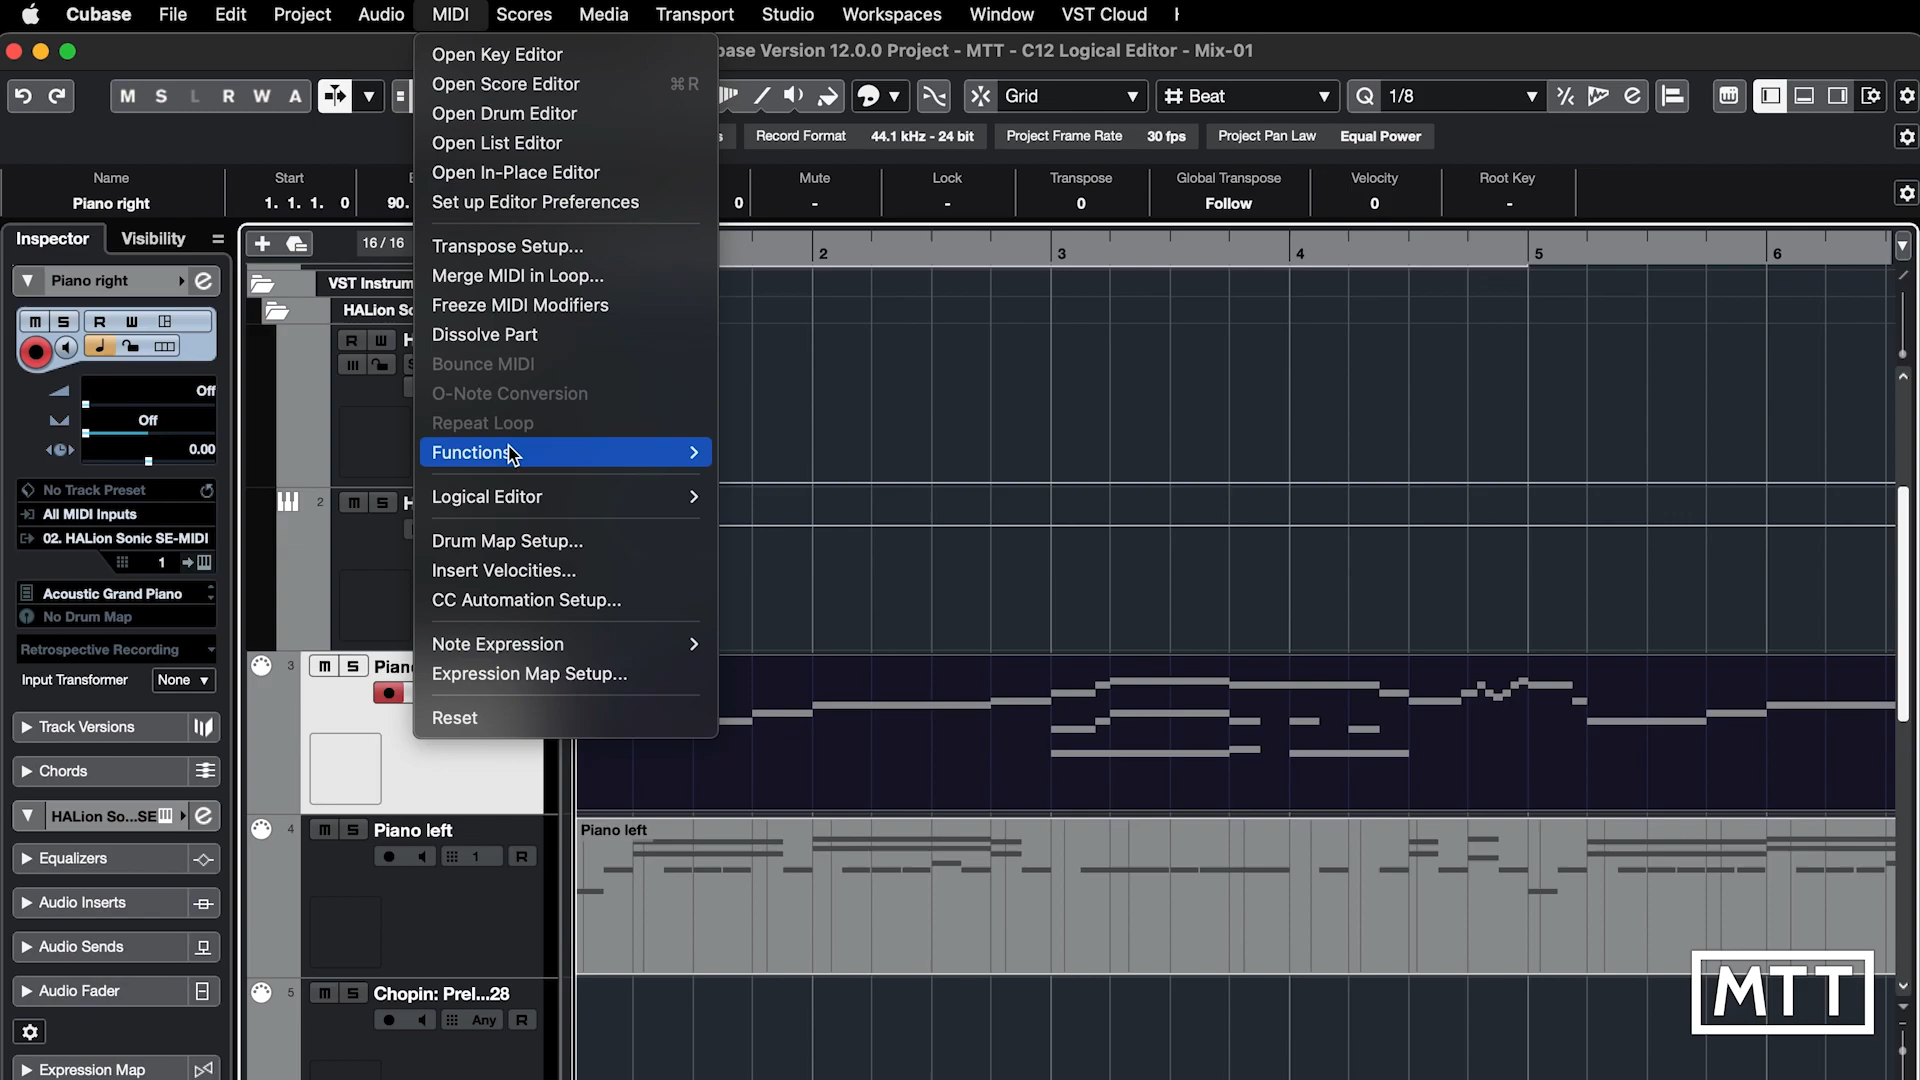 Cubase File Edit Project Audio MIDI Scores Media Transport Studio Workspaces Window VST Cloud
base Version 12.0.0 Project - MTT - C12 Logical Editor - Mix-01
M S L R W A Grid Beat Q 1/8
Record Format 44.1 kHz - 24 bit Project Frame Rate 30 fps Project Pan Law Equal Power
Name Start Mute Lock Transpose Global Transpose Velocity Root Key
Piano right 1. 1. 1. 0 90. 0 - - 0 Follow 0 -
Inspector Visibility 16 / 16 2 3 4 5 6
Open Key Editor
Open Score Editor ⌘R
Open Drum Editor
Open List Editor
Open In-Place Editor
Set up Editor Preferences
Transpose Setup...
Merge MIDI in Loop...
Freeze MIDI Modifiers
Dissolve Part
Bounce MIDI
O-Note Conversion
Repeat Loop
Functions
Logical Editor
Drum Map Setup...
Insert Velocities...
CC Automation Setup...
Note Expression
Expression Map Setup...
Reset
Piano right
m S R W
Off
Off
0.00
No Track Preset
All MIDI Inputs
02. HALion Sonic SE-MIDI
1
Acoustic Grand Piano
No Drum Map
Retrospective Recording
Input Transformer None
Track Versions
Chords
HALion So...SE
Equalizers
Audio Inserts
Audio Sends
Audio Fader
Expression Map
VST Instrum
HALion So
R W H
2 m S H
3 m S Piano
4 m S Piano left
1 R
5 m S Chopin: Prel...28
Any R
Piano left
MTT